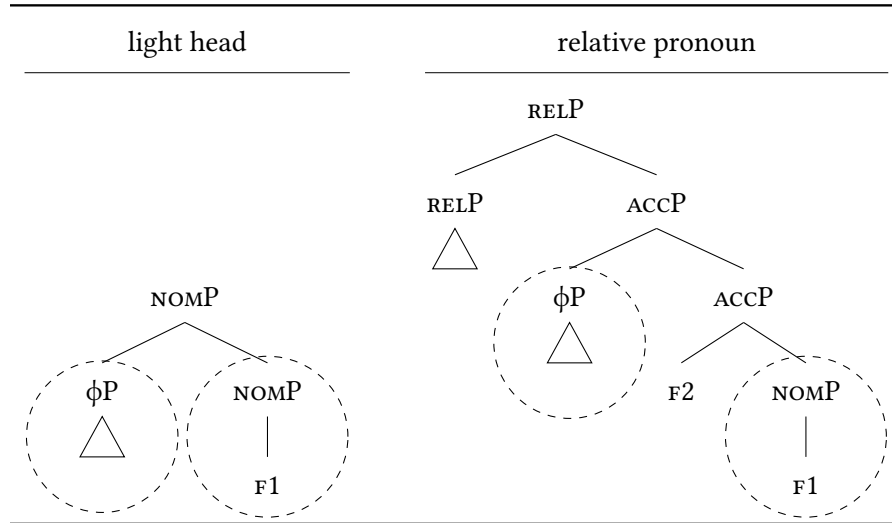 light head relative pronoun
RELP
RELP ACCP
NOMP ϕP ACCP
ϕP NOMP F2 NOMP
F1 F1